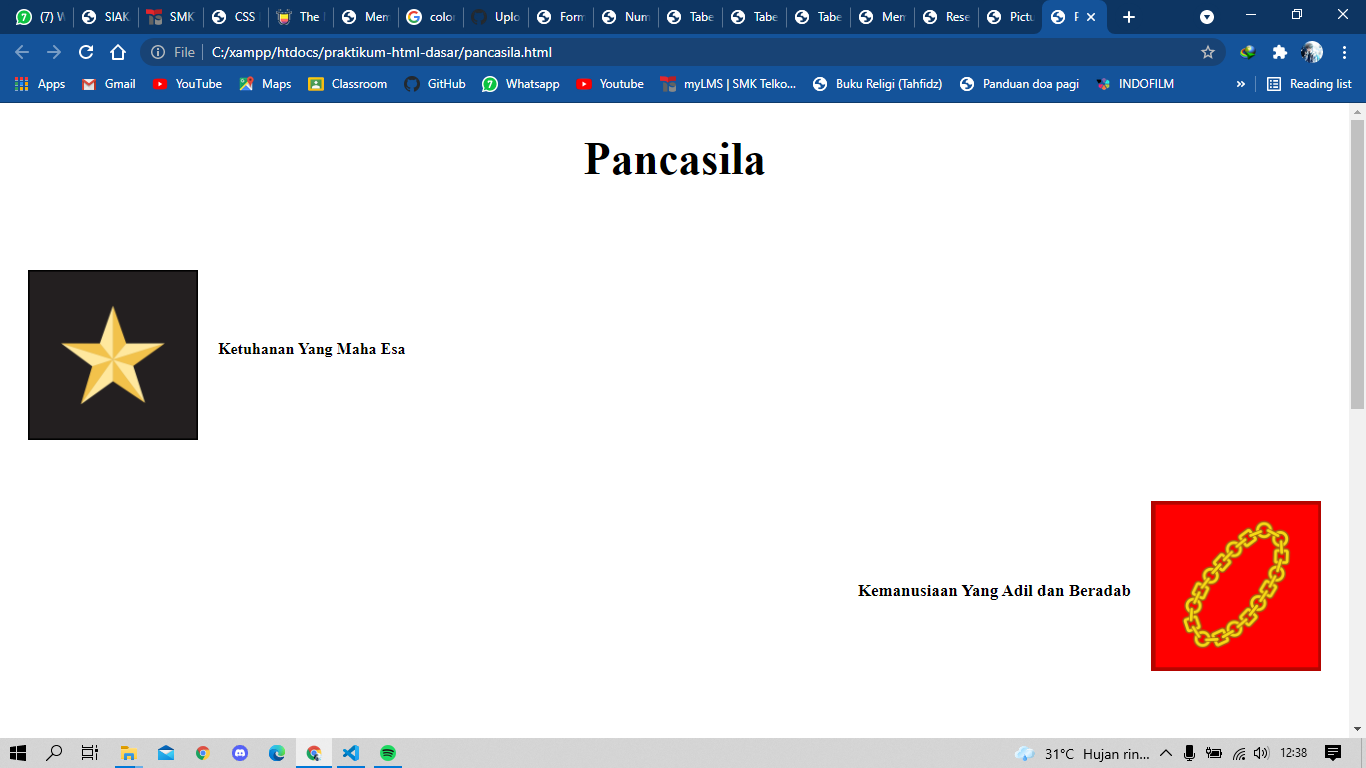 (7) W
SIAK
SMK
CSS
The
Mem
color
Uplo
Form
Num
Tabe
Tabe
Tabe
Mem
Rese
Pictu
P
File
C:/xampp/htdocs/praktikum-html-dasar/pancasila.html
Apps
Gmail
YouTube
Maps
Classroom
GitHub
Whatsapp
Youtube
myLMS | SMK Telko...
Buku Religi (Tahfidz)
Panduan doa pagi
INDOFILM
»
Reading list
Pancasila
Ketuhanan Yang Maha Esa
Kemanusiaan Yang Adil dan Beradab
31°C Hujan rin...
12:38